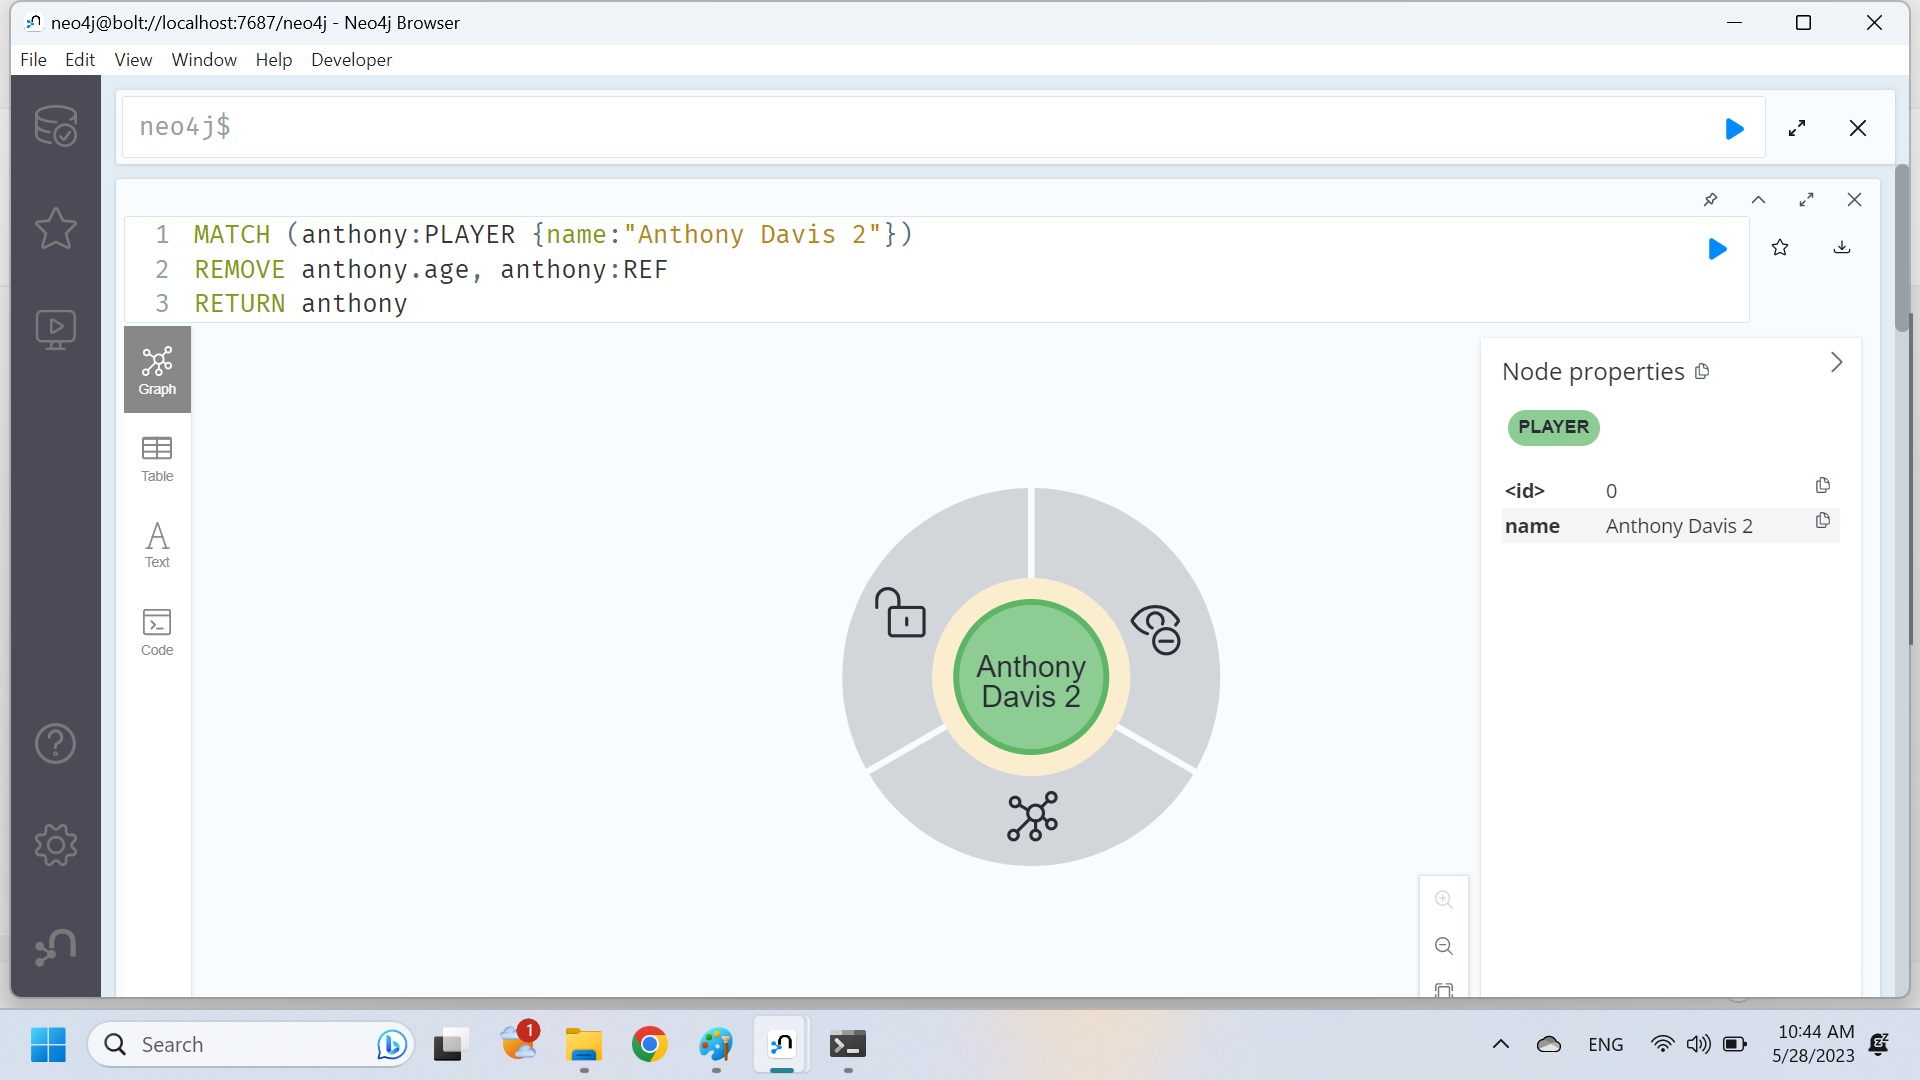 neo4j@bolt://localhost:7687/neo4j - Neo4j Browser
File Edit View Window Help Developer
neo4j$
1 MATCH (anthony:PLAYER {name:"Anthony Davis 2"})
2 REMOVE anthony.age, anthony:REF
3 RETURN anthony
Graph
Table
Text
Code
Anthony
Davis 2
Node properties
PLAYER
<id> 0
name Anthony Davis 2
Search
1
ENG
10:44 AM
5/28/2023